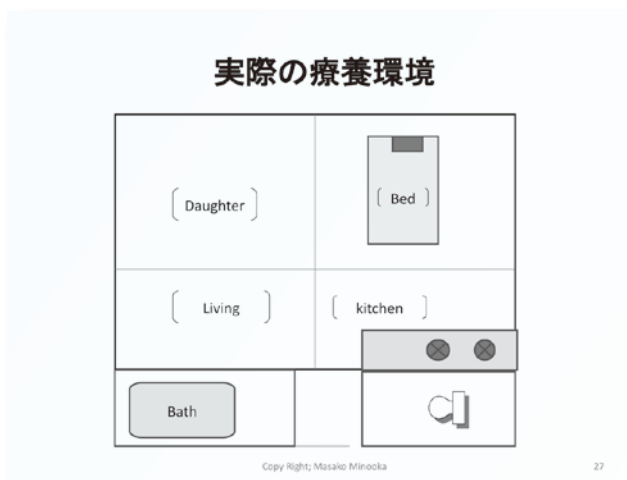 実際の療養環境
[ Daughter ]
[ Bed ]
[ Living ]
[ kitchen ]
Bath
Copy Right; Masako Minooka
27